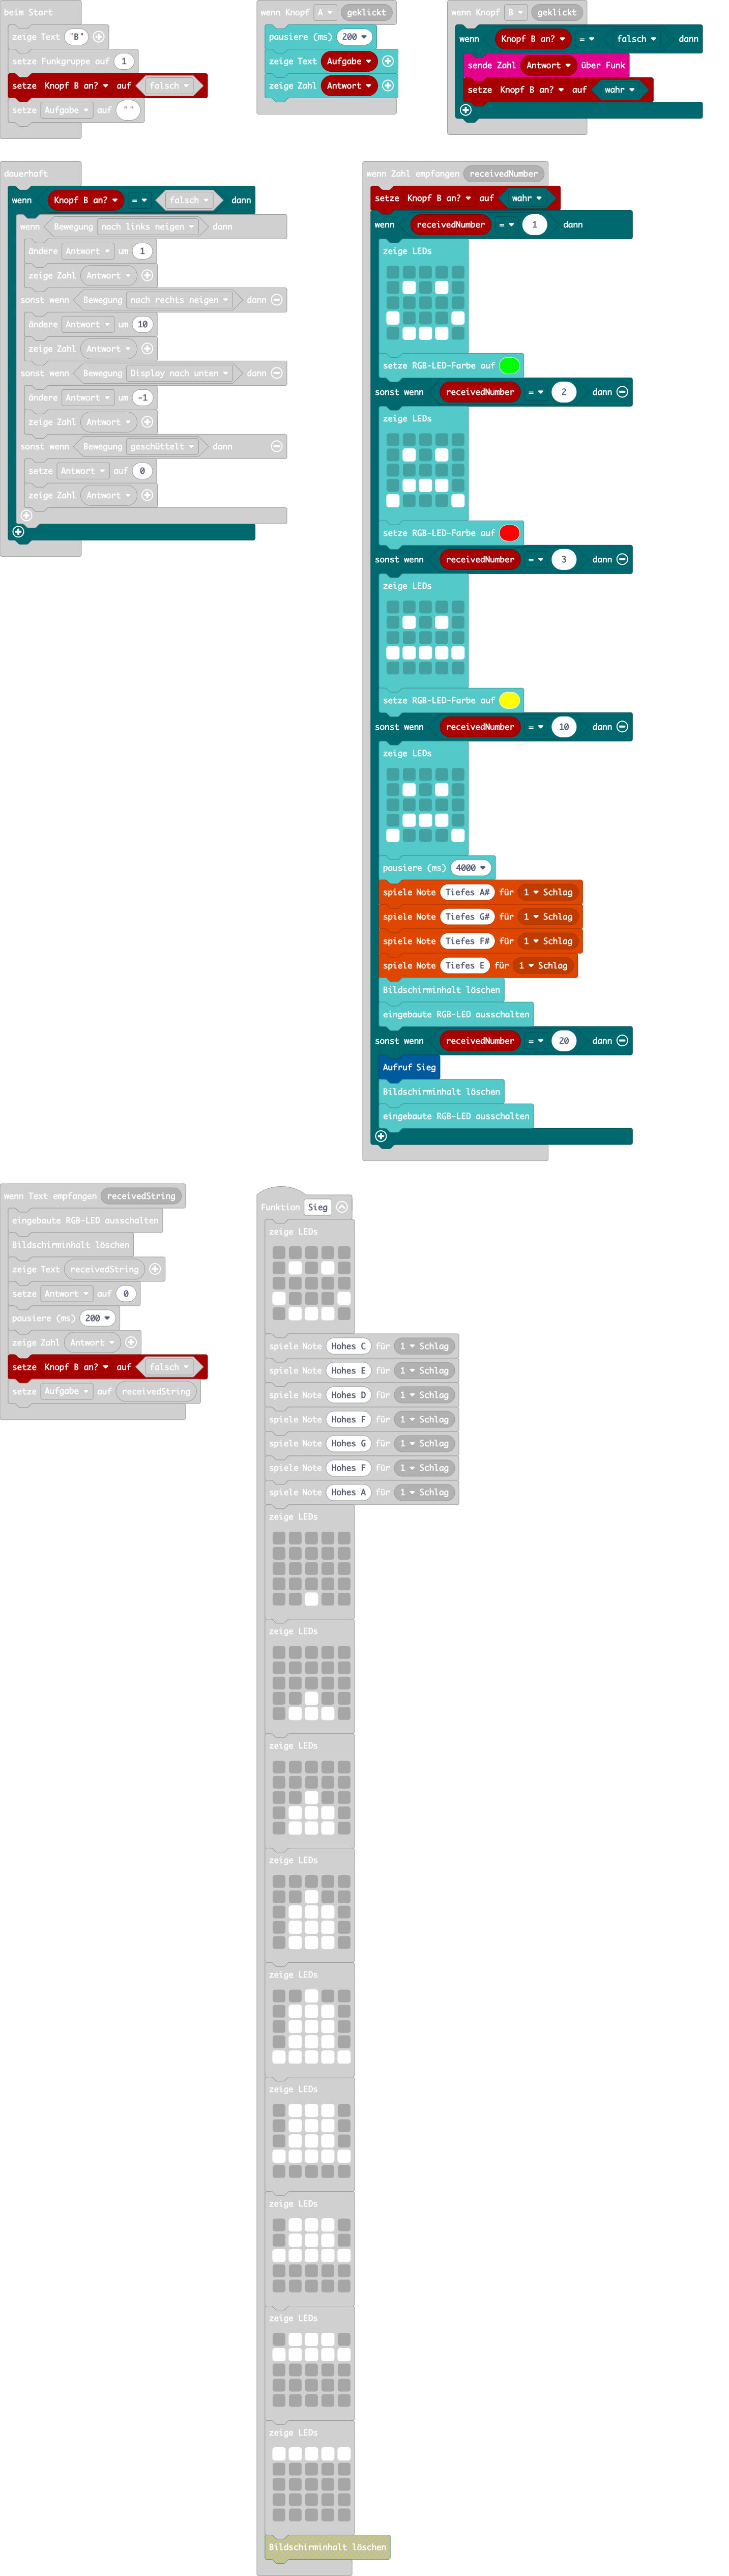 beim Start
zeige Text "B"
setze Funkgruppe auf 1
setze Knopf B an? auf falsch
setze Aufgabe auf " "
wenn Knopf A geklickt
pausiere (ms) 200
zeige Text Aufgabe
zeige Zahl Antwort
wenn Knopf B geklickt
wenn Knopf B an? = falsch dann
sende Zahl Antwort über Funk
setze Knopf B an? auf wahr
dauerhaft
wenn Knopf B an? = falsch dann
wenn Bewegung nach links neigen dann
ändere Antwort um 1
zeige Zahl Antwort
sonst wenn Bewegung nach rechts neigen dann
ändere Antwort um 10
zeige Zahl Antwort
sonst wenn Bewegung Display nach unten dann
ändere Antwort um -1
zeige Zahl Antwort
sonst wenn Bewegung geschüttelt dann
setze Antwort auf 0
zeige Zahl Antwort
wenn Zahl empfangen receivedNumber
setze Knopf B an? auf wahr
wenn receivedNumber = 1 dann
zeige LEDs
setze RGB-LED-Farbe auf
sonst wenn receivedNumber = 2 dann
zeige LEDs
setze RGB-LED-Farbe auf
sonst wenn receivedNumber = 3 dann
zeige LEDs
setze RGB-LED-Farbe auf
sonst wenn receivedNumber = 10 dann
zeige LEDs
pausiere (ms) 4000
spiele Note Tiefes A# für 1 Schlag
spiele Note Tiefes G# für 1 Schlag
spiele Note Tiefes F# für 1 Schlag
spiele Note Tiefes E für 1 Schlag
Bildschirminhalt löschen
eingebaute RGB-LED ausschalten
sonst wenn receivedNumber = 20 dann
Aufruf Sieg
Bildschirminhalt löschen
eingebaute RGB-LED ausschalten
wenn Text empfangen receivedString
eingebaute RGB-LED ausschalten
Bildschirminhalt löschen
zeige Text receivedString
setze Antwort auf 0
pausiere (ms) 200
zeige Zahl Antwort
setze Knopf B an? auf falsch
setze Aufgabe auf receivedString
Funktion Sieg
zeige LEDs
spiele Note Hohes C für 1 Schlag
spiele Note Hohes E für 1 Schlag
spiele Note Hohes D für 1 Schlag
spiele Note Hohes F für 1 Schlag
spiele Note Hohes G für 1 Schlag
spiele Note Hohes F für 1 Schlag
spiele Note Hohes A für 1 Schlag
zeige LEDs
zeige LEDs
zeige LEDs
zeige LEDs
zeige LEDs
zeige LEDs
zeige LEDs
zeige LEDs
zeige LEDs
Bildschirminhalt löschen